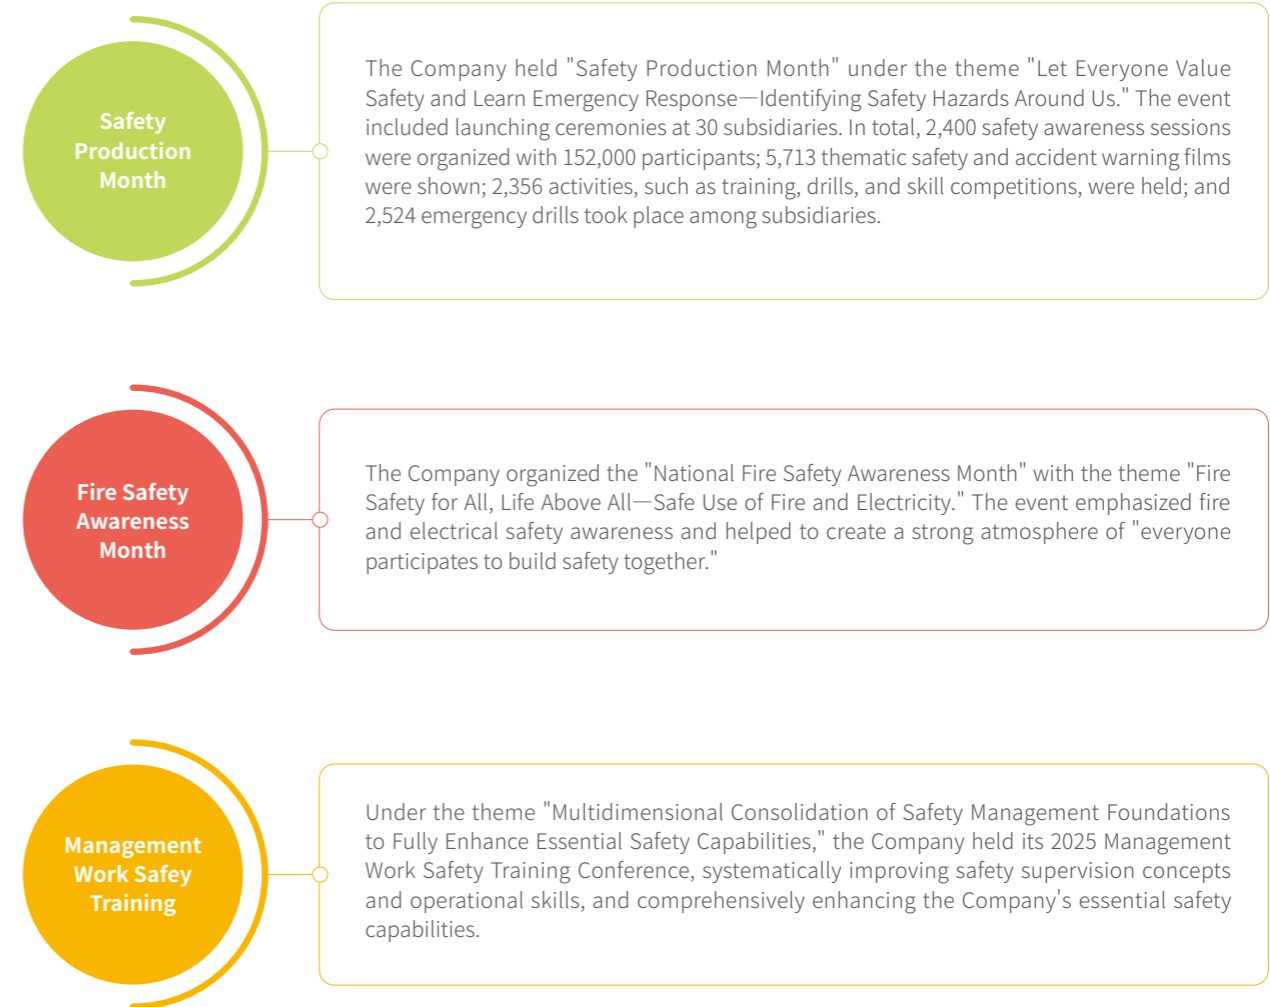 Safety
Production
Month
The Company held "Safety Production Month" under the theme "Let Everyone Value
Safety and Learn Emergency Response—Identifying Safety Hazards Around Us." The event
included launching ceremonies at 30 subsidiaries. In total, 2,400 safety awareness sessions
were organized with 152,000 participants; 5,713 thematic safety and accident warning films
were shown; 2,356 activities, such as training, drills, and skill competitions, were held; and
2,524 emergency drills took place among subsidiaries.
Fire Safety
Awareness
Month
The Company organized the "National Fire Safety Awareness Month" with the theme "Fire
Safety for All, Life Above All—Safe Use of Fire and Electricity." The event emphasized fire
and electrical safety awareness and helped to create a strong atmosphere of "everyone
participates to build safety together."
Management
Work Safey
Training
Under the theme "Multidimensional Consolidation of Safety Management Foundations
to Fully Enhance Essential Safety Capabilities," the Company held its 2025 Management
Work Safety Training Conference, systematically improving safety supervision concepts
and operational skills, and comprehensively enhancing the Company's essential safety
capabilities.